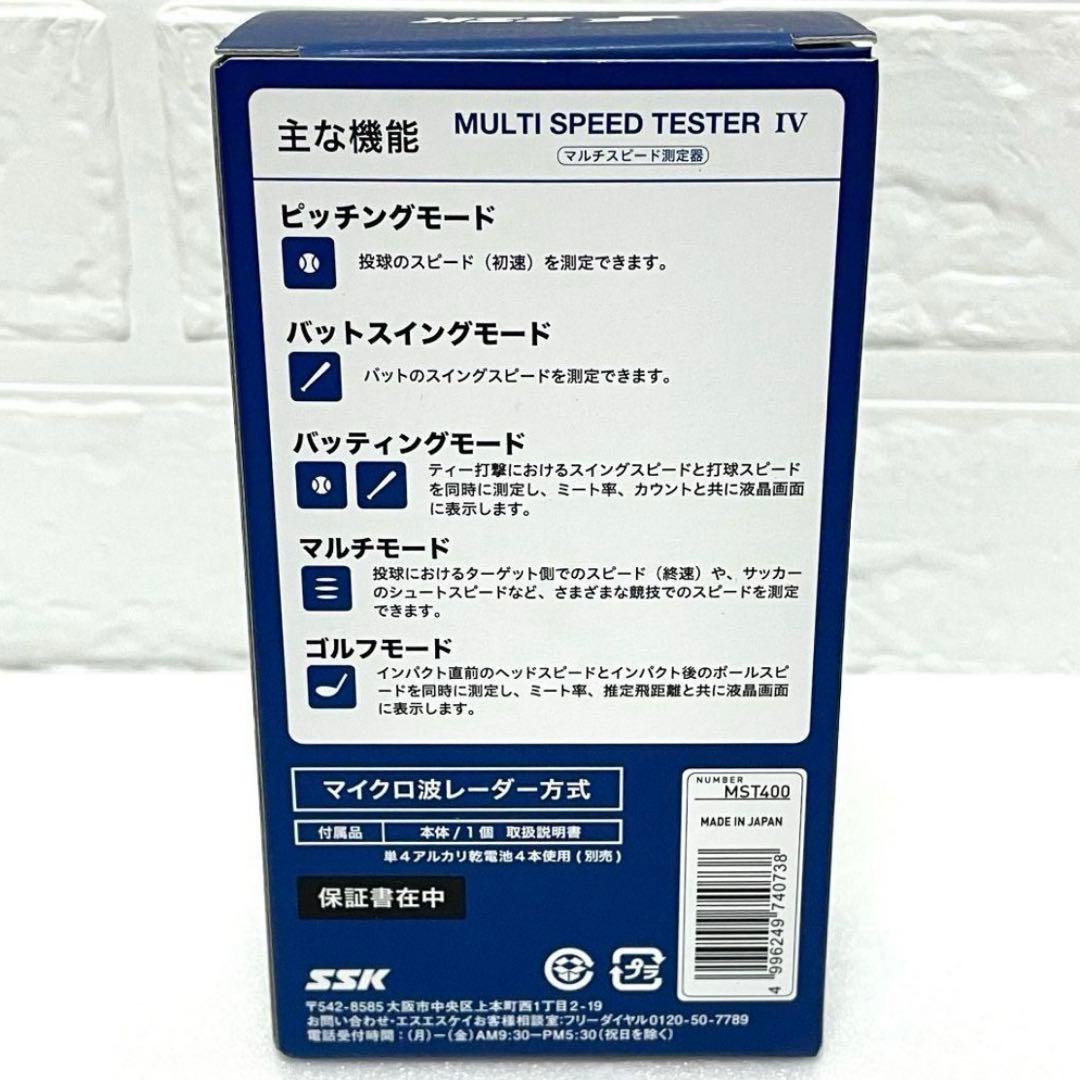 SSK
主な機能
MULTI SPEED TESTER IV
マルチスピード測定器
ピッチングモード
投球のスピード（初速）を測定できます。
バットスイングモード
バットのスイングスピードを測定できます。
バッティングモード
ティー打撃におけるスイングスピードと打球スピード
を同時に測定し、ミート率、カウントと共に液晶画面
に表示します。
マルチモード
投球におけるターゲット側でのスピード（終速）や、サッカー
のシュートスピードなど、さまざまな競技でのスピードを測定
できます。
ゴルフモード
インパクト直前のヘッドスピードとインパクト後のボールスピ
ードを同時に測定し、ミート率、推定飛距離と共に液晶画面
に表示します。
マイクロ波レーダー方式
付属品 本体/1個 取扱説明書
単4アルカリ乾電池4本使用(別売)
保証書在中
NUMBER
MST400
MADE IN JAPAN
4 996249 740738
プラ
SSK
〒542-8585 大阪市中央区上本町西1丁目2-19
お問い合わせ・エスエスケイお客様相談室:フリーダイヤル0120-50-7789
電話受付時間:(月)-(金)AM9:30-PM5:30(祝日を除く)